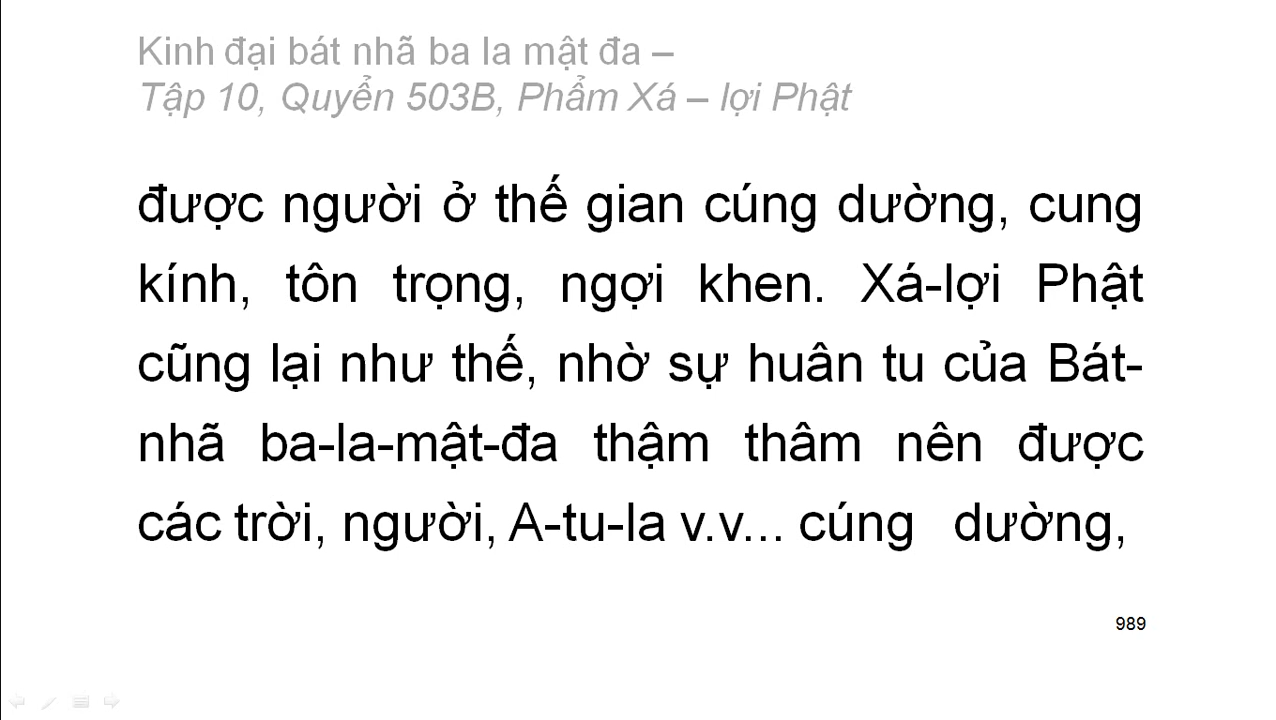 Kinh đại bát nhã ba la mật đa –
Tập 10, Quyển 503B, Phẩm Xá – lợi Phật
được người ở thế gian cúng dường, cung
kính, tôn trọng, ngợi khen. Xá-lợi Phật
cũng lại như thế, nhờ sự huân tu của Bát-
nhã ba-la-mật-đa thậm thâm nên được
các trời, người, A-tu-la v.v... cúng dường,
989